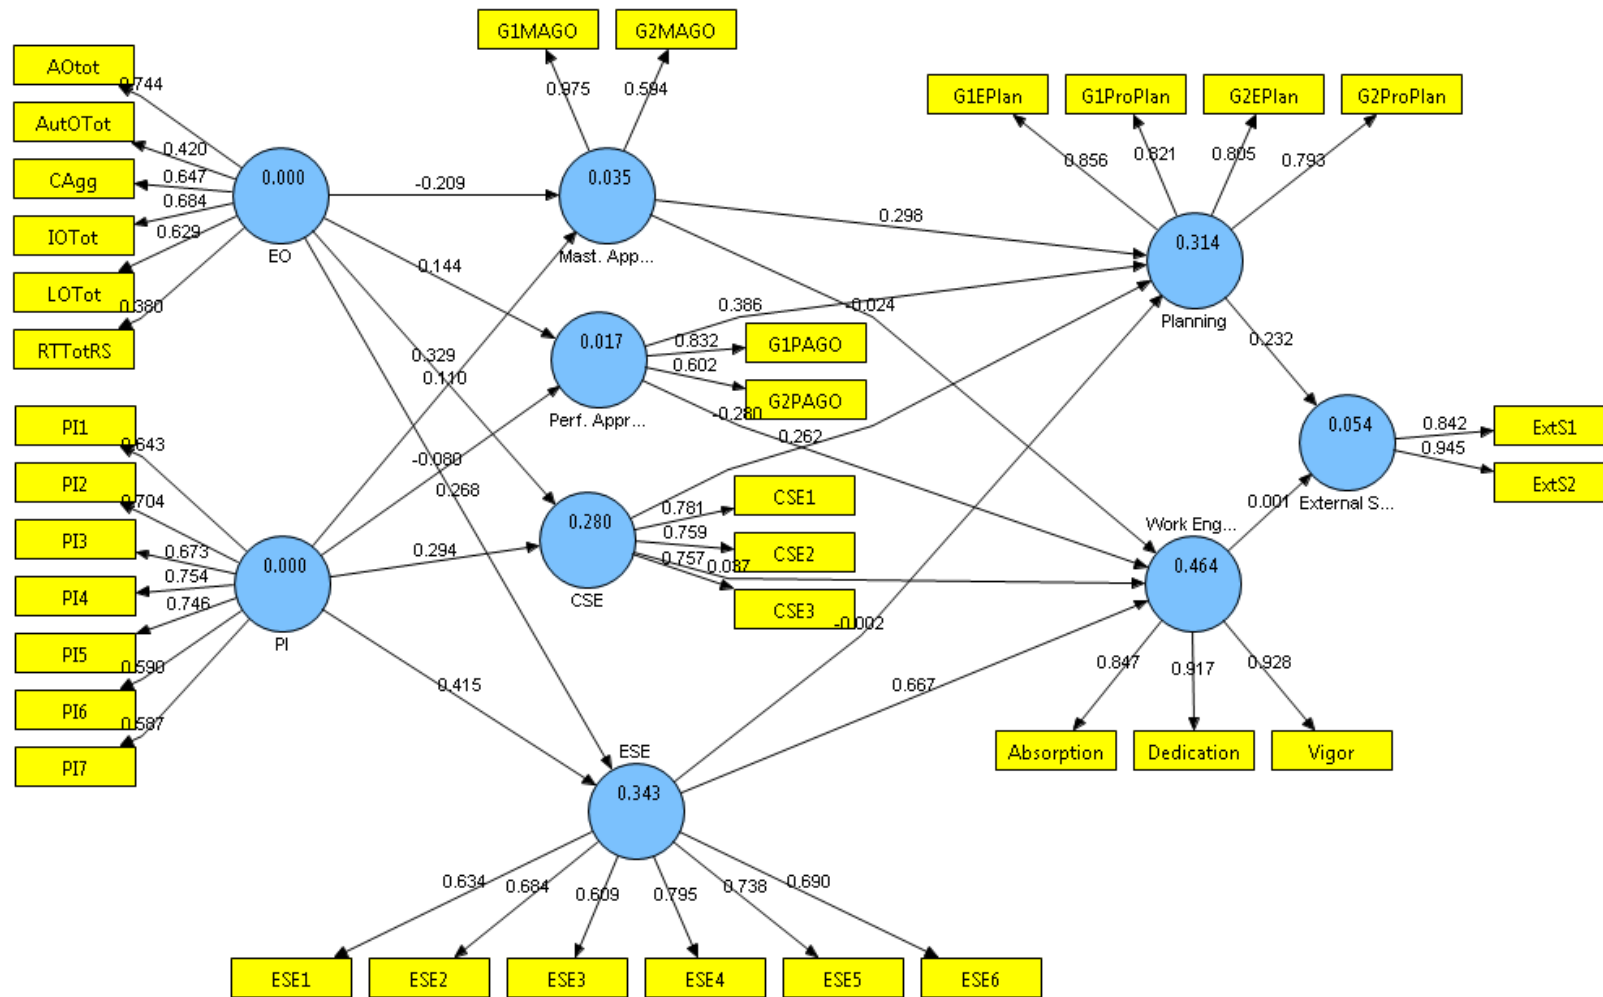 G1MAGO
G2MAGO
0.975
0.594
AOtot
AutOTot
CAgg
IOTot
LOTot
RTTotRS
0.744
0.420
0.647
0.684
0.629
0.380
0.000
EO
-0.209
0.144
0.329
0.268
0.035
Mast. App...
0.298
-0.024
G1EPlan
G1ProPlan
G2EPlan
G2ProPlan
0.856
0.821
0.805
0.793
0.314
Planning
0.232
0.017
Perf. Appr...
0.386
0.832
0.602
G1PAGO
G2PAGO
-0.280
PI1
PI2
PI3
PI4
PI5
PI6
PI7
0.643
0.704
0.673
0.754
0.746
0.590
0.587
0.000
PI
0.110
-0.080
0.294
0.415
0.280
CSE
0.262
0.781
0.759
0.757
0.037
CSE1
CSE2
CSE3
0.054
External S...
0.842
0.945
ExtS1
ExtS2
Work Eng...
0.464
0.001
0.847
0.917
0.928
Absorption
Dedication
Vigor
ESE
0.343
-0.002
0.667
0.634
0.684
0.609
0.795
0.738
0.690
ESE1
ESE2
ESE3
ESE4
ESE5
ESE6